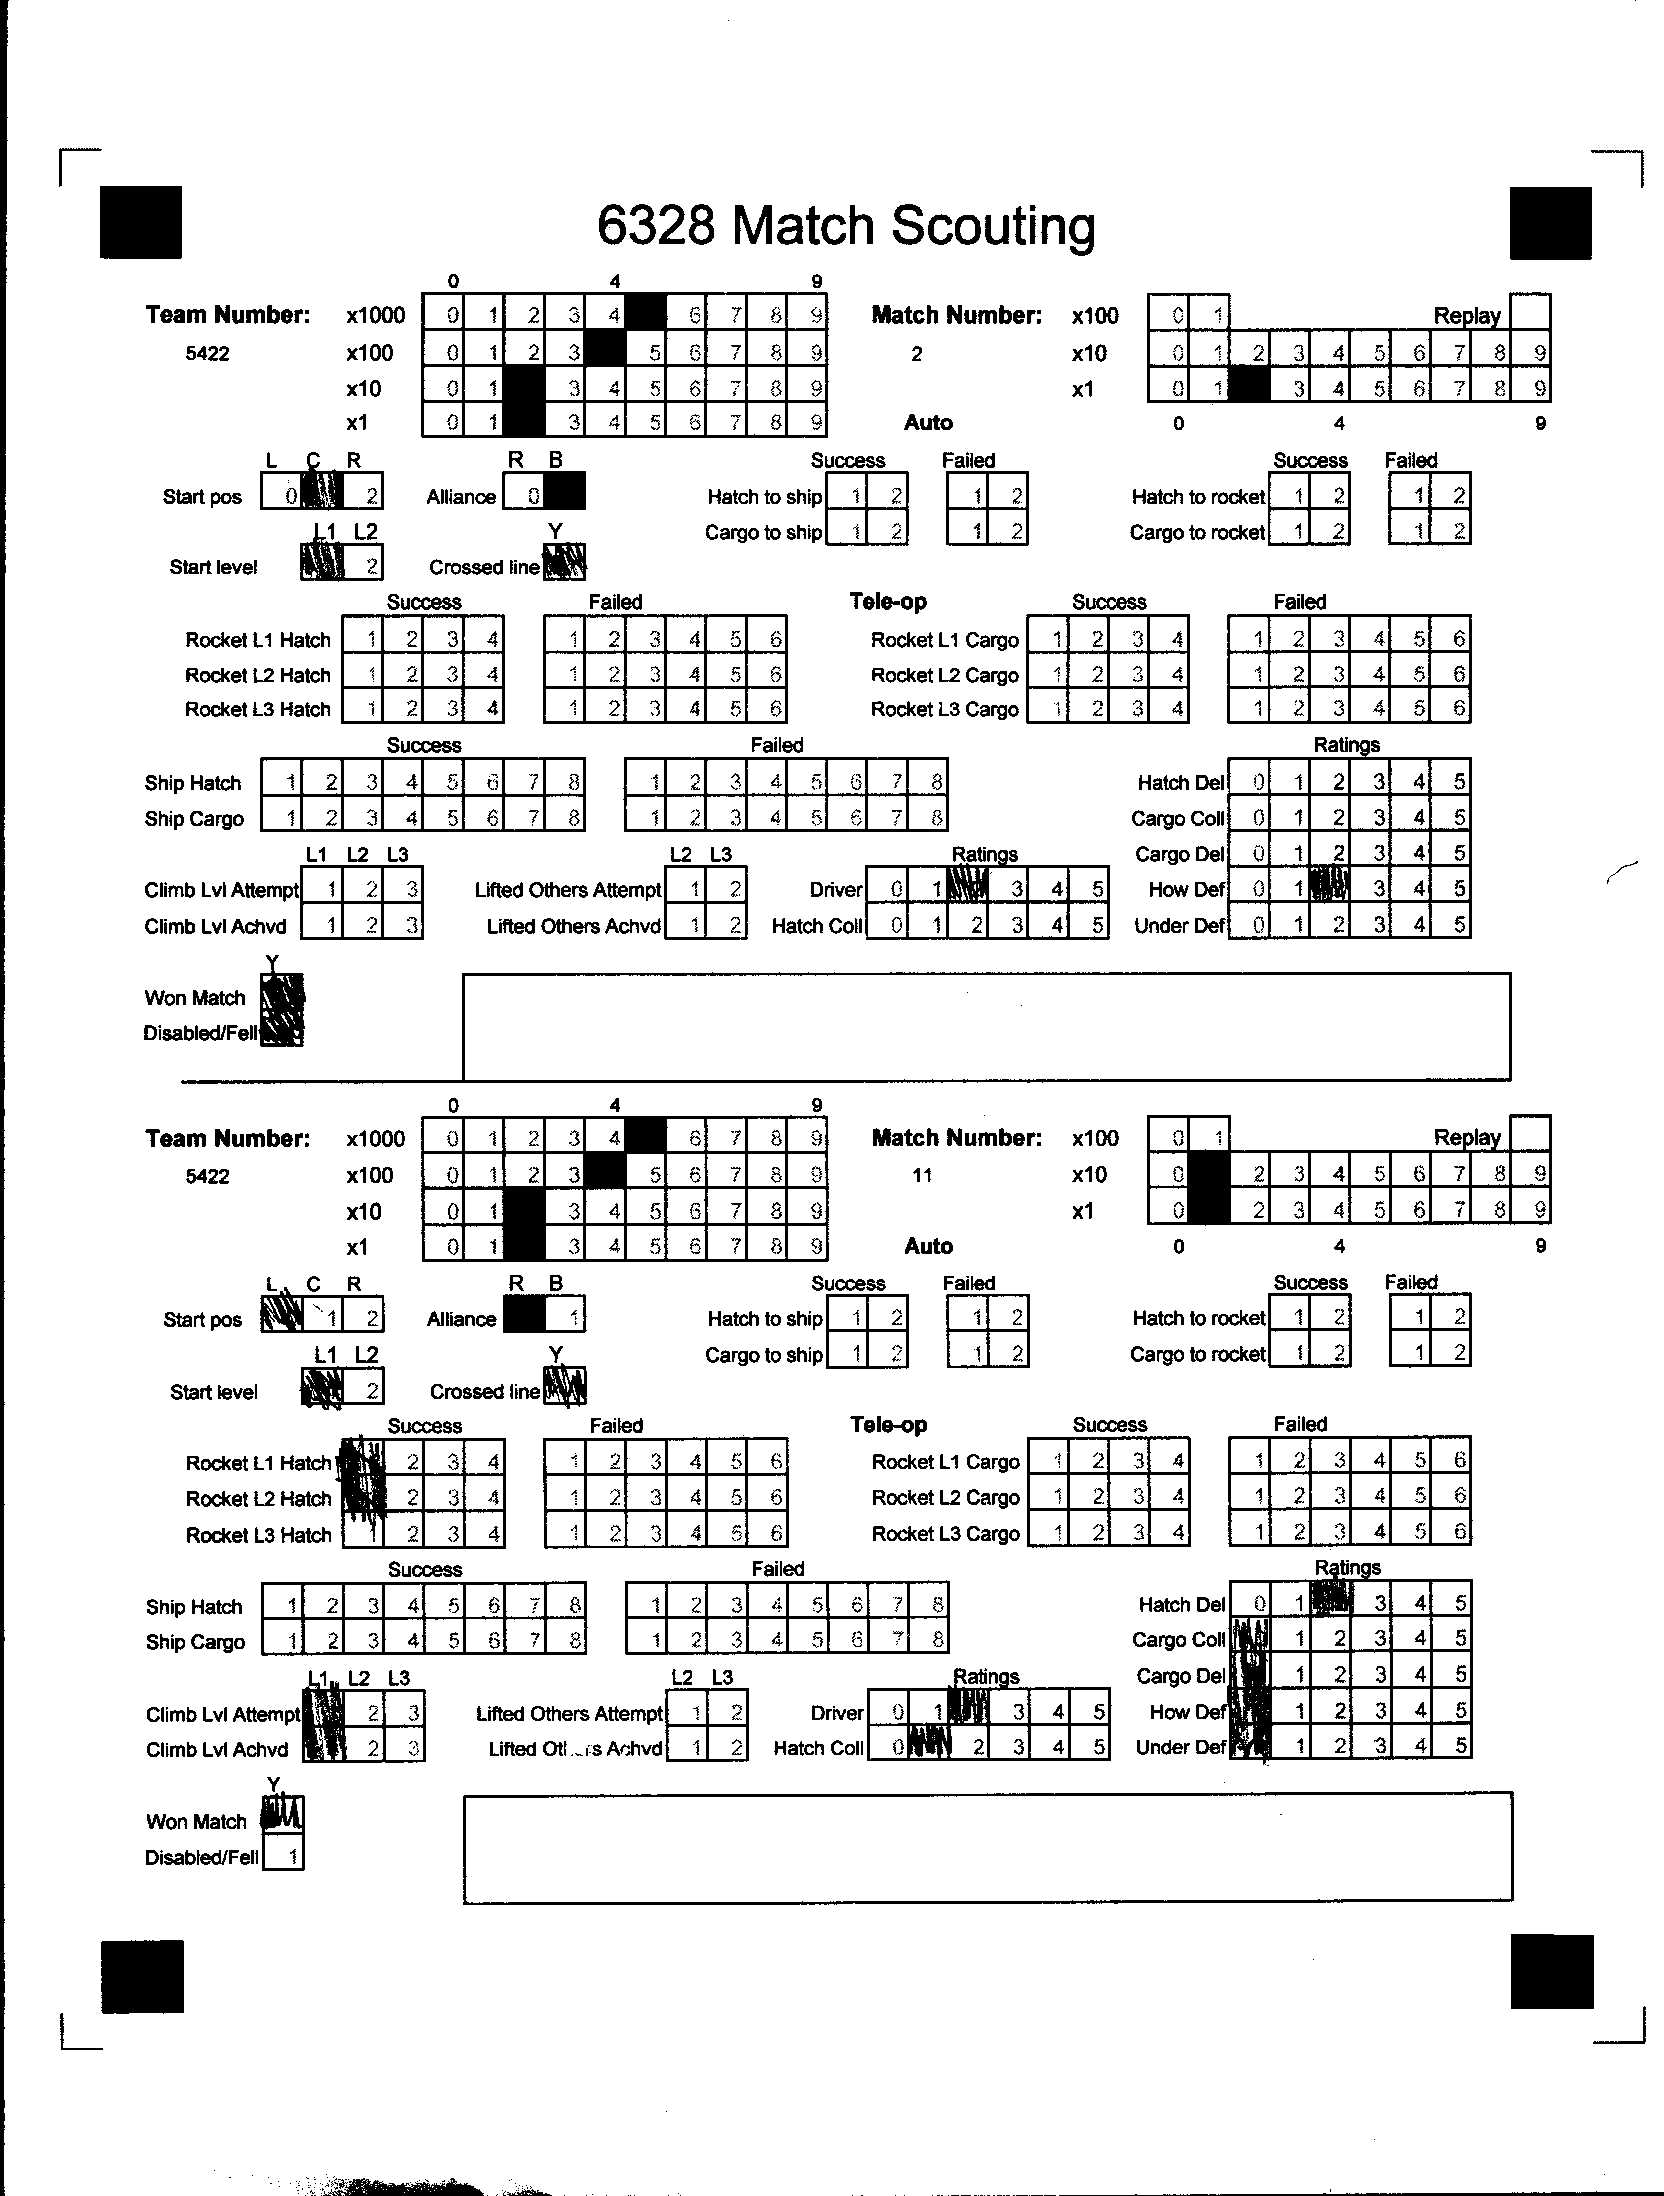 6328 Match Scouting
0 4 9
Team Number: x1000 0 1 2 3 4 6 7 8 9 Match Number: x100 0 1 Replay
5422 x100 0 1 2 3 5 6 7 8 9 2 x10 0 1 2 3 4 5 6 7 8 9
x10 0 1 3 4 5 6 7 8 9 x1 0 1 3 4 5 6 7 8 9
x1 0 1 3 4 5 6 7 8 9 Auto 0 4 9
L C R R B Success Failed Success Failed
Start pos 0 2 Alliance 0 Hatch to ship 1 2 1 2 Hatch to rocket 1 2 1 2
L1 L2 Y Cargo to ship 1 2 1 2 Cargo to rocket 1 2 1 2
Start level 2 Crossed line
Success Failed Tele-op Success Failed
Rocket L1 Hatch 1 2 3 4 1 2 3 4 5 6 Rocket L1 Cargo 1 2 3 4 1 2 3 4 5 6
Rocket L2 Hatch 1 2 3 4 1 2 3 4 5 6 Rocket L2 Cargo 1 2 3 4 1 2 3 4 5 6
Rocket L3 Hatch 1 2 3 4 1 2 3 4 5 6 Rocket L3 Cargo 1 2 3 4 1 2 3 4 5 6
Success Failed Ratings
Ship Hatch 1 2 3 4 5 6 7 8 1 2 3 4 5 6 7 8 Hatch Del 0 1 2 3 4 5
Ship Cargo 1 2 3 4 5 6 7 8 1 2 3 4 5 6 7 8 Cargo Coll 0 1 2 3 4 5
L1 L2 L3 L2 L3 Ratings Cargo Del 0 1 2 3 4 5
Climb Lvl Attempt 1 2 3 Lifted Others Attempt 1 2 Driver 0 1 3 4 5 How Def 0 1 3 4 5
Climb Lvl Achvd 1 2 3 Lifted Others Achvd 1 2 Hatch Coll 0 1 2 3 4 5 Under Def 0 1 2 3 4 5
Y
Won Match
Disabled/Fell
0 4 9
Team Number: x1000 0 1 2 3 4 6 7 8 9 Match Number: x100 0 1 Replay
5422 x100 0 1 2 3 5 6 7 8 9 11 x10 0 2 3 4 5 6 7 8 9
x10 0 1 3 4 5 6 7 8 9 x1 0 2 3 4 5 6 7 8 9
x1 0 1 3 4 5 6 7 8 9 Auto 0 4 9
L C R R B Success Failed Success Failed
Start pos 1 2 Alliance 1 Hatch to ship 1 2 1 2 Hatch to rocket 1 2 1 2
L1 L2 Y Cargo to ship 1 2 1 2 Cargo to rocket 1 2 1 2
Start level 2 Crossed line
Success Failed Tele-op Success Failed
Rocket L1 Hatch 2 3 4 1 2 3 4 5 6 Rocket L1 Cargo 1 2 3 4 1 2 3 4 5 6
Rocket L2 Hatch 2 3 4 1 2 3 4 5 6 Rocket L2 Cargo 1 2 3 4 1 2 3 4 5 6
Rocket L3 Hatch 1 2 3 4 1 2 3 4 5 6 Rocket L3 Cargo 1 2 3 4 1 2 3 4 5 6
Success Failed Ratings
Ship Hatch 1 2 3 4 5 6 7 8 1 2 3 4 5 6 7 8 Hatch Del 0 1 3 4 5
Ship Cargo 1 2 3 4 5 6 7 8 1 2 3 4 5 6 7 8 Cargo Coll 1 2 3 4 5
L1 L2 L3 L2 L3 Ratings Cargo Del 1 2 3 4 5
Climb Lvl Attempt 2 3 Lifted Others Attempt 1 2 Driver 0 1 3 4 5 How Def 1 2 3 4 5
Climb Lvl Achvd 2 3 Lifted Others Achvd 1 2 Hatch Coll 0 2 3 4 5 Under Def 1 2 3 4 5
Y
Won Match
Disabled/Fell 1